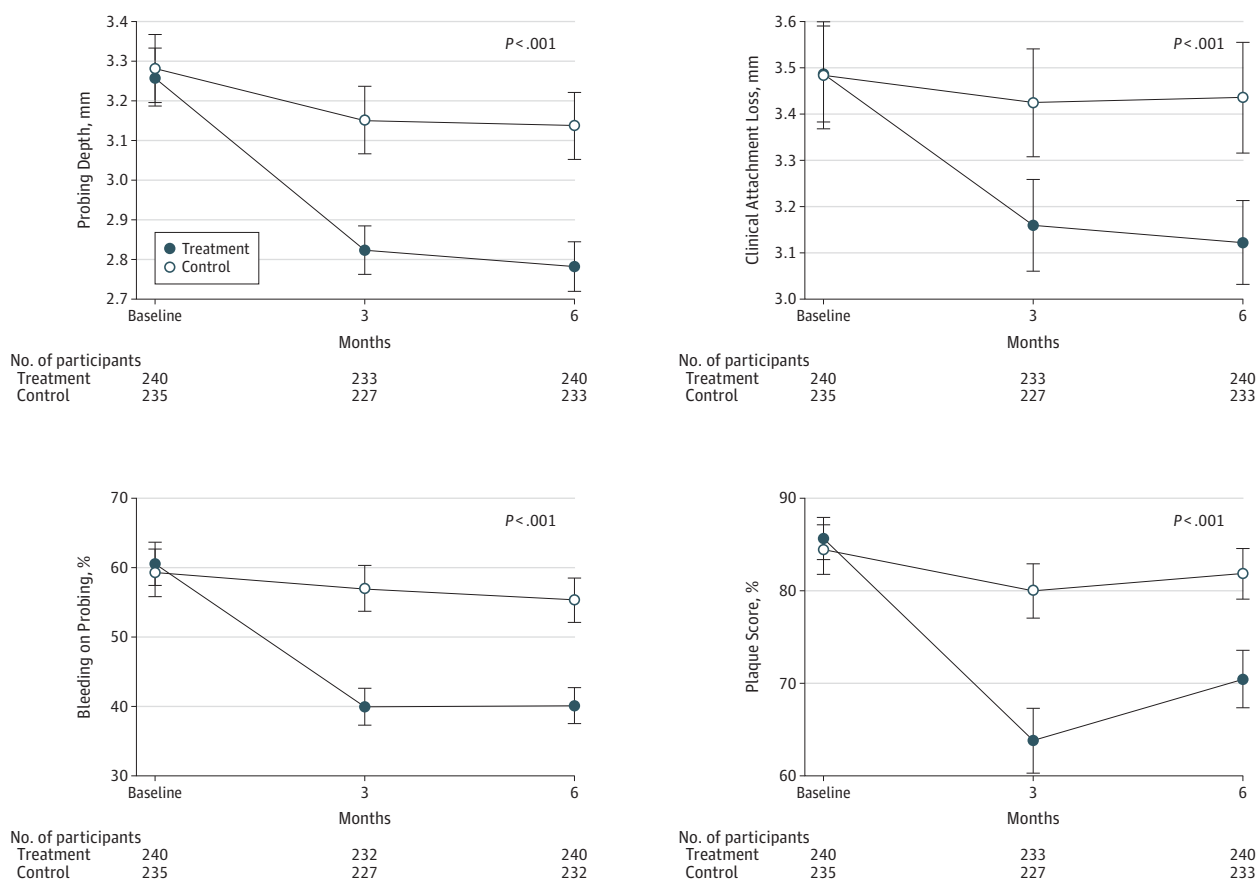 3.4
3.3
3.2
3.1
3.0
2.9
2.8
2.7
Probing Depth, mm
P < .001
Treatment
Control
Baseline 3 6
Months
No. of participants
Treatment 240 233 240
Control 235 227 233
3.6
3.5
3.4
3.3
3.2
3.1
3.0
Clinical Attachment Loss, mm
P < .001
Baseline 3 6
Months
No. of participants
Treatment 240 233 240
Control 235 227 233
70
60
50
40
30
Bleeding on Probing, %
P < .001
Baseline 3 6
Months
No. of participants
Treatment 240 232 240
Control 235 227 232
90
80
70
60
Plaque Score, %
P < .001
Baseline 3 6
Months
No. of participants
Treatment 240 233 240
Control 235 227 233